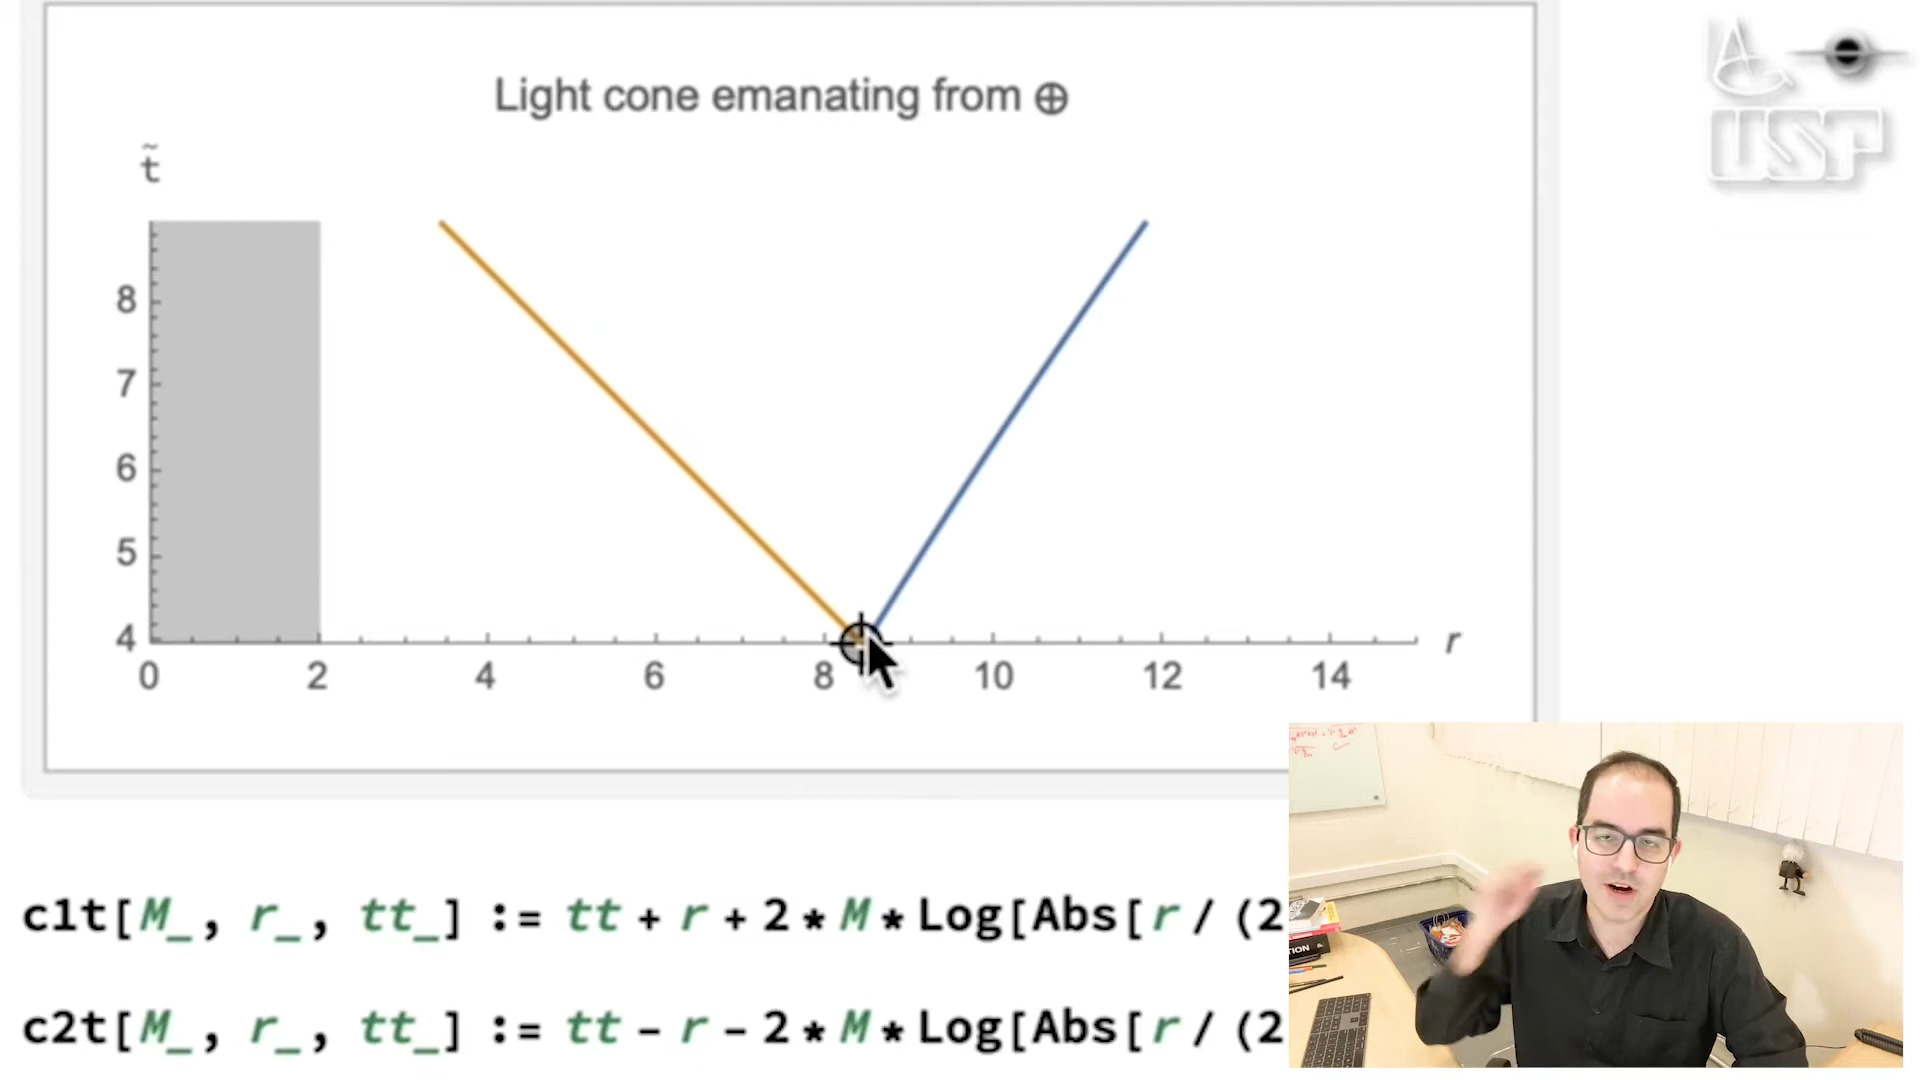 Light cone emanating from ⊕
USP
t̃
8
7
6
5
4
0 2 4 6 8 10 12 14 r
c1t[M_, r_, tt_] := tt + r + 2 * M * Log[Abs[r / (2
c2t[M_, r_, tt_] := tt - r - 2 * M * Log[Abs[r / (2